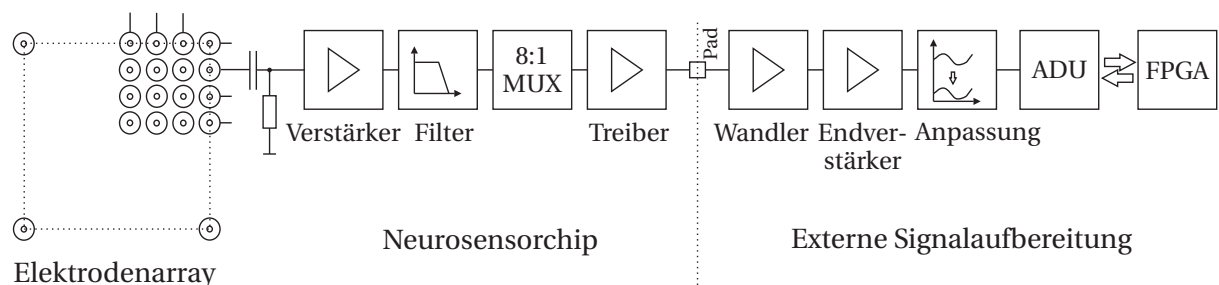 8:1
MUX
Pad
ADU
FPGA
Verstärker
Filter
Treiber
Wandler
Endver-
stärker
Anpassung
Neurosensorchip
Externe Signalaufbereitung
Elektrodenarray